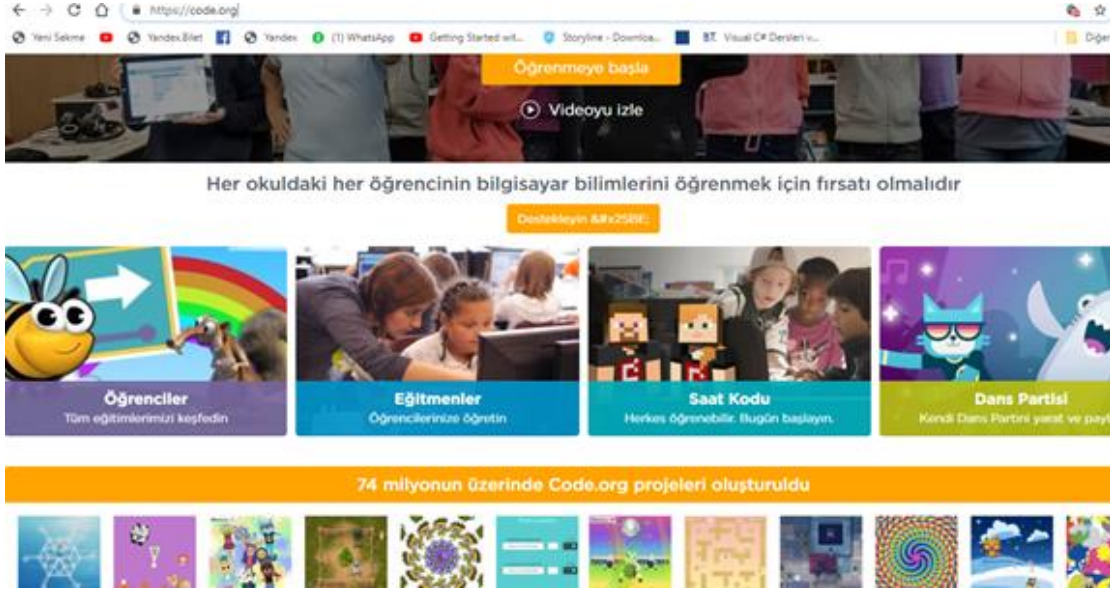 https://code.org
Yeni Sekme Yandex.Bilet Yandex (1) WhatsApp Getting Started wit... Storyline - Downloa... BT. Visual C# Dersleri v... Diğer
Öğrenmeye başla
Videoyu izle
Her okuldaki her öğrencinin bilgisayar bilimlerini öğrenmek için fırsatı olmalıdır
Destekleyin &#x25BE;
Öğrenciler
Tüm eğitimlerimizi keşfedin
Eğitmenler
Öğrencilerinize öğretin
Saat Kodu
Herkes öğrenebilir. Bugün başlayın.
Dans Partisi
Kendi Dans Partini yarat ve payl
74 milyonun üzerinde Code.org projeleri oluşturuldu